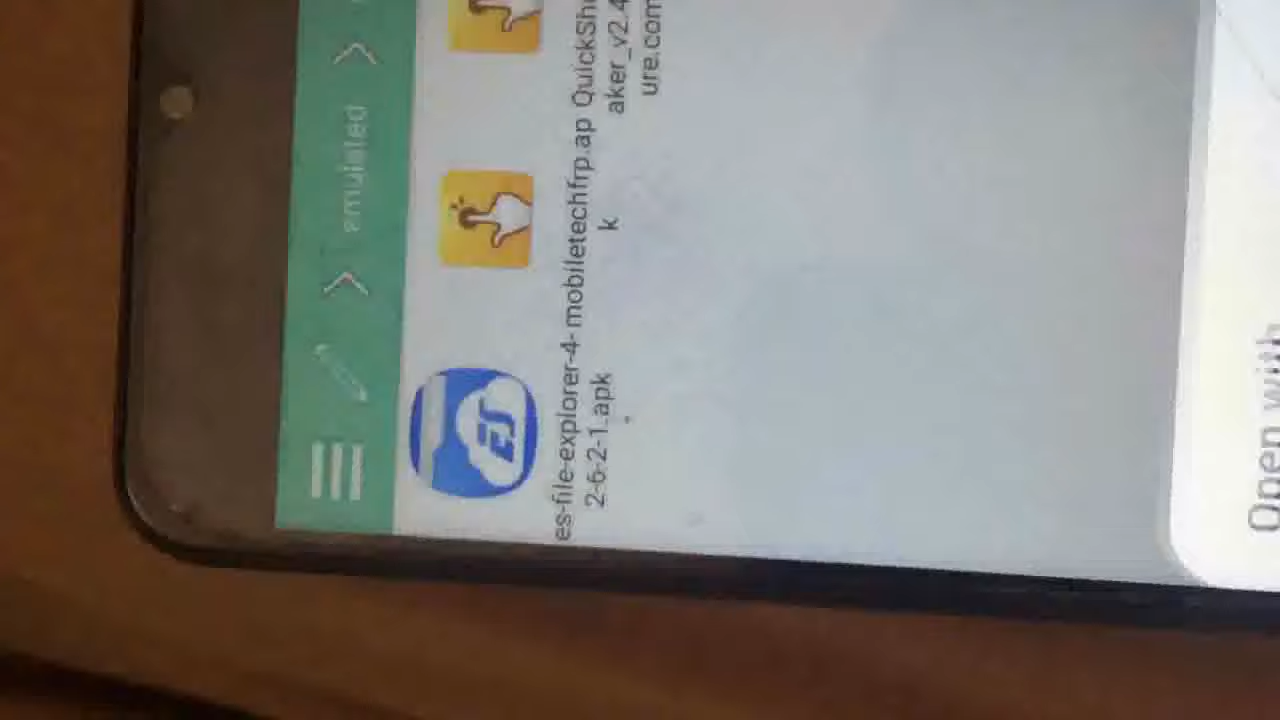 emulated
es-file-explorer-4-
2-6-2-1.apk
mobiletechfrp.ap
k
QuickSh
aker_v2.4
ure.com
Open with
ES